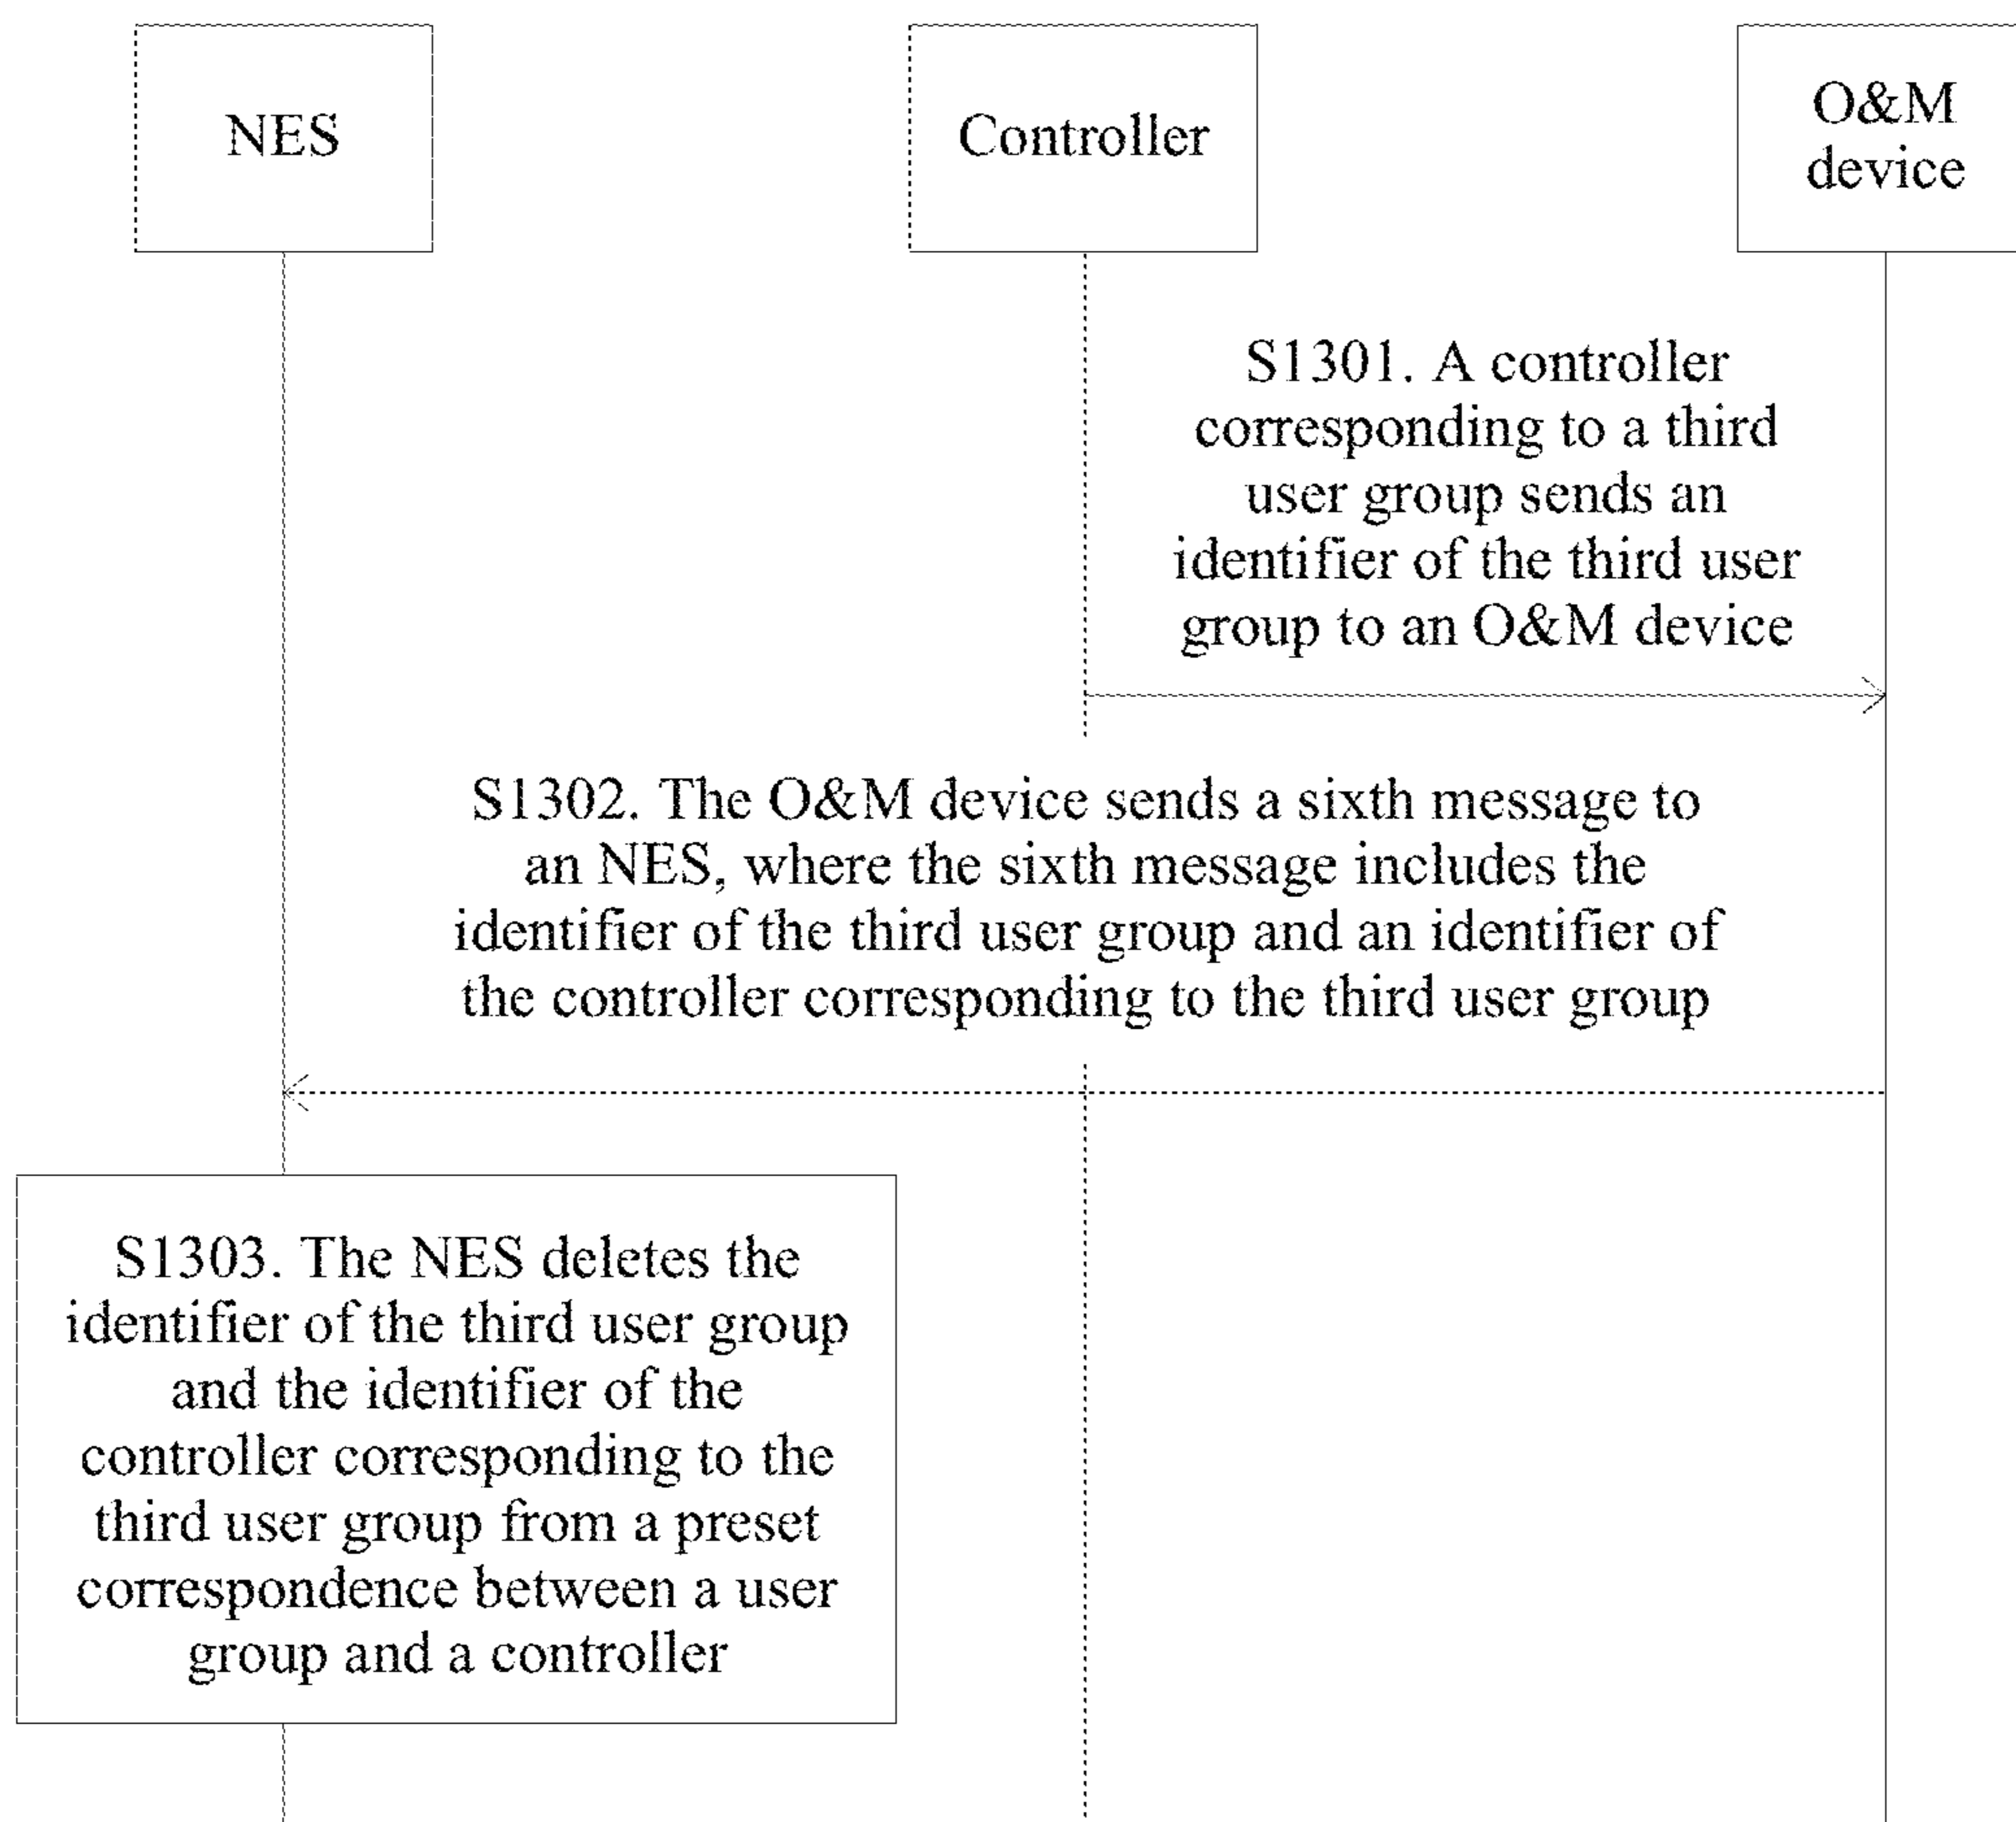 NES
Controller
O&M
device
S1301. A controller
corresponding to a third
user group sends an
identifier of the third user
group to an O&M device
S1302. The O&M device sends a sixth message to
an NES, where the sixth message includes the
identifier of the third user group and an identifier of
the controller corresponding to the third user group
S1303. The NES deletes the
identifier of the third user group
and the identifier of the
controller corresponding to the
third user group from a preset
correspondence between a user
group and a controller